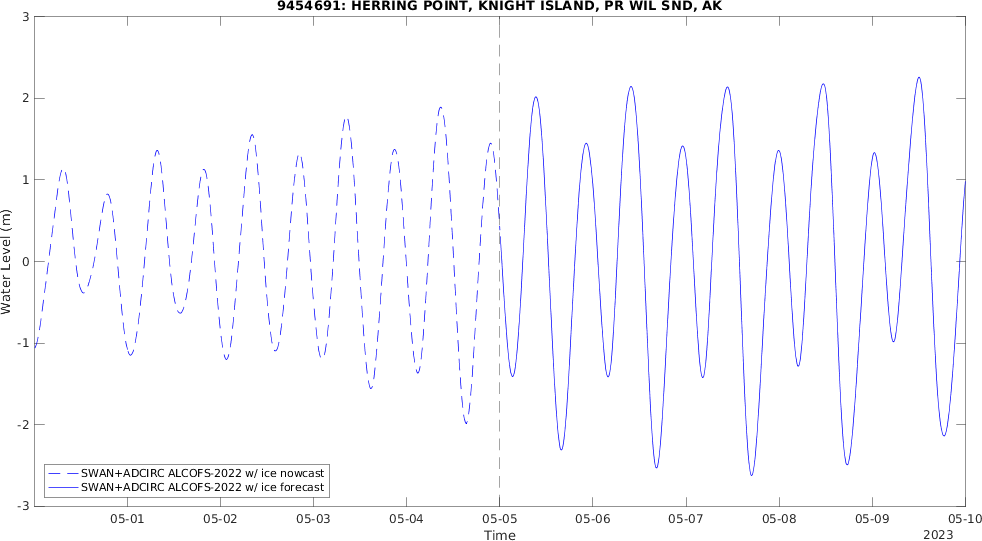 9454691: HERRING POINT, KNIGHT ISLAND, PR WIL SND, AK
3
2
1
0
-1
-2
-3
Water Level (m)
SWAN+ADCIRC ALCOFS-2022 w/ ice nowcast
SWAN+ADCIRC ALCOFS-2022 w/ ice forecast
05-01 05-02 05-03 05-04 05-05 05-06 05-07 05-08 05-09 05-10
Time
2023